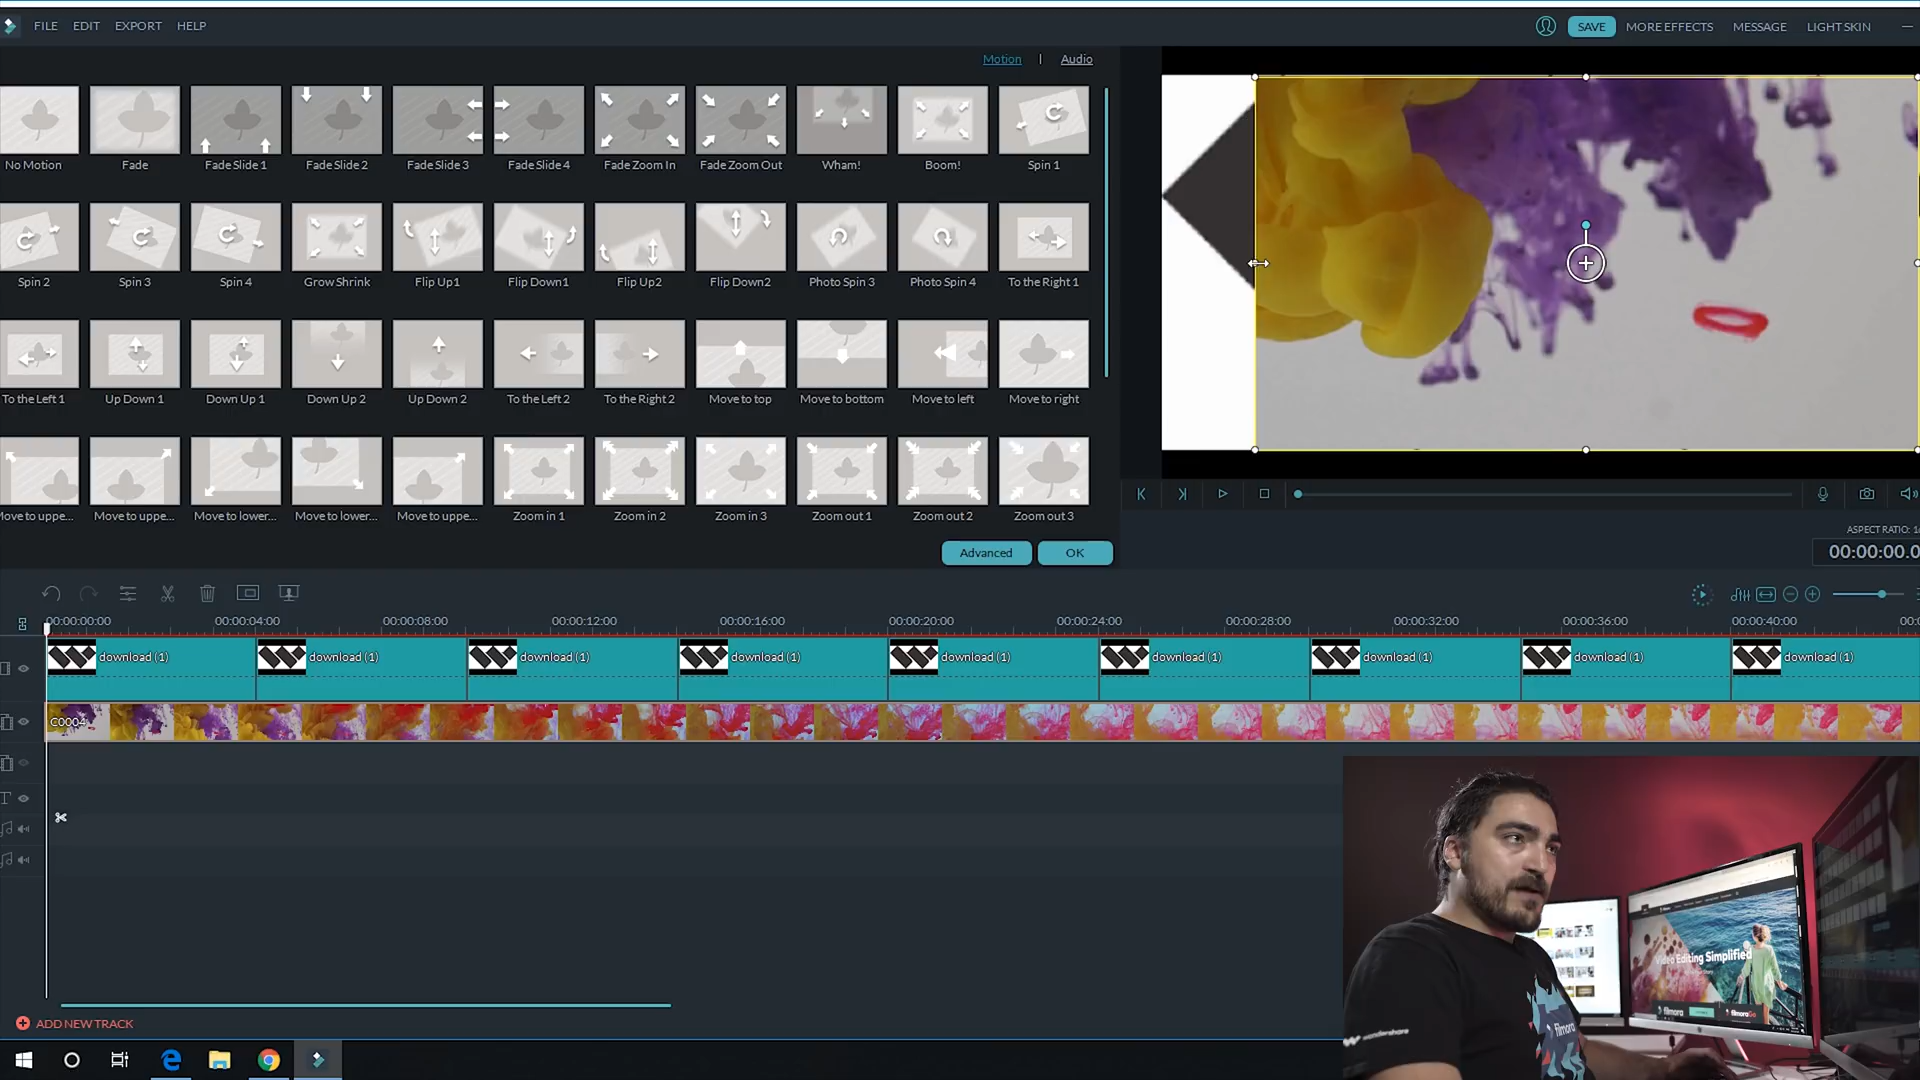 FILE EDIT EXPORT HELP
SAVE MORE EFFECTS MESSAGE LIGHT SKIN
Motion | Audio
No Motion Fade Fade Slide 1 Fade Slide 2 Fade Slide 3 Fade Slide 4 Fade Zoom In Fade Zoom Out Wham! Boom! Spin 1
Spin 2 Spin 3 Spin 4 Grow Shrink Flip Up1 Flip Down1 Flip Up2 Flip Down2 Photo Spin 3 Photo Spin 4 To the Right 1
To the Left 1 Up Down 1 Down Up 1 Down Up 2 Up Down 2 To the Left 2 To the Right 2 Move to top Move to bottom Move to left Move to right
Move to uppe... Move to uppe... Move to lower... Move to lower... Move to uppe... Zoom in 1 Zoom in 2 Zoom in 3 Zoom out 1 Zoom out 2 Zoom out 3
ASPECT RATIO: 1
Advanced OK
00:00:00.0
00:00:00:00 00:00:04:00 00:00:08:00 00:00:12:00 00:00:16:00 00:00:20:00 00:00:24:00 00:00:28:00 00:00:32:00 00:00:36:00 00:00:40:00 00:0
download (1) download (1) download (1) download (1) download (1) download (1) download (1) download (1) download (1)
C0004
T
Video Editing Simplified
filmora
wondershare
filmora filmoraGo
ADD NEW TRACK